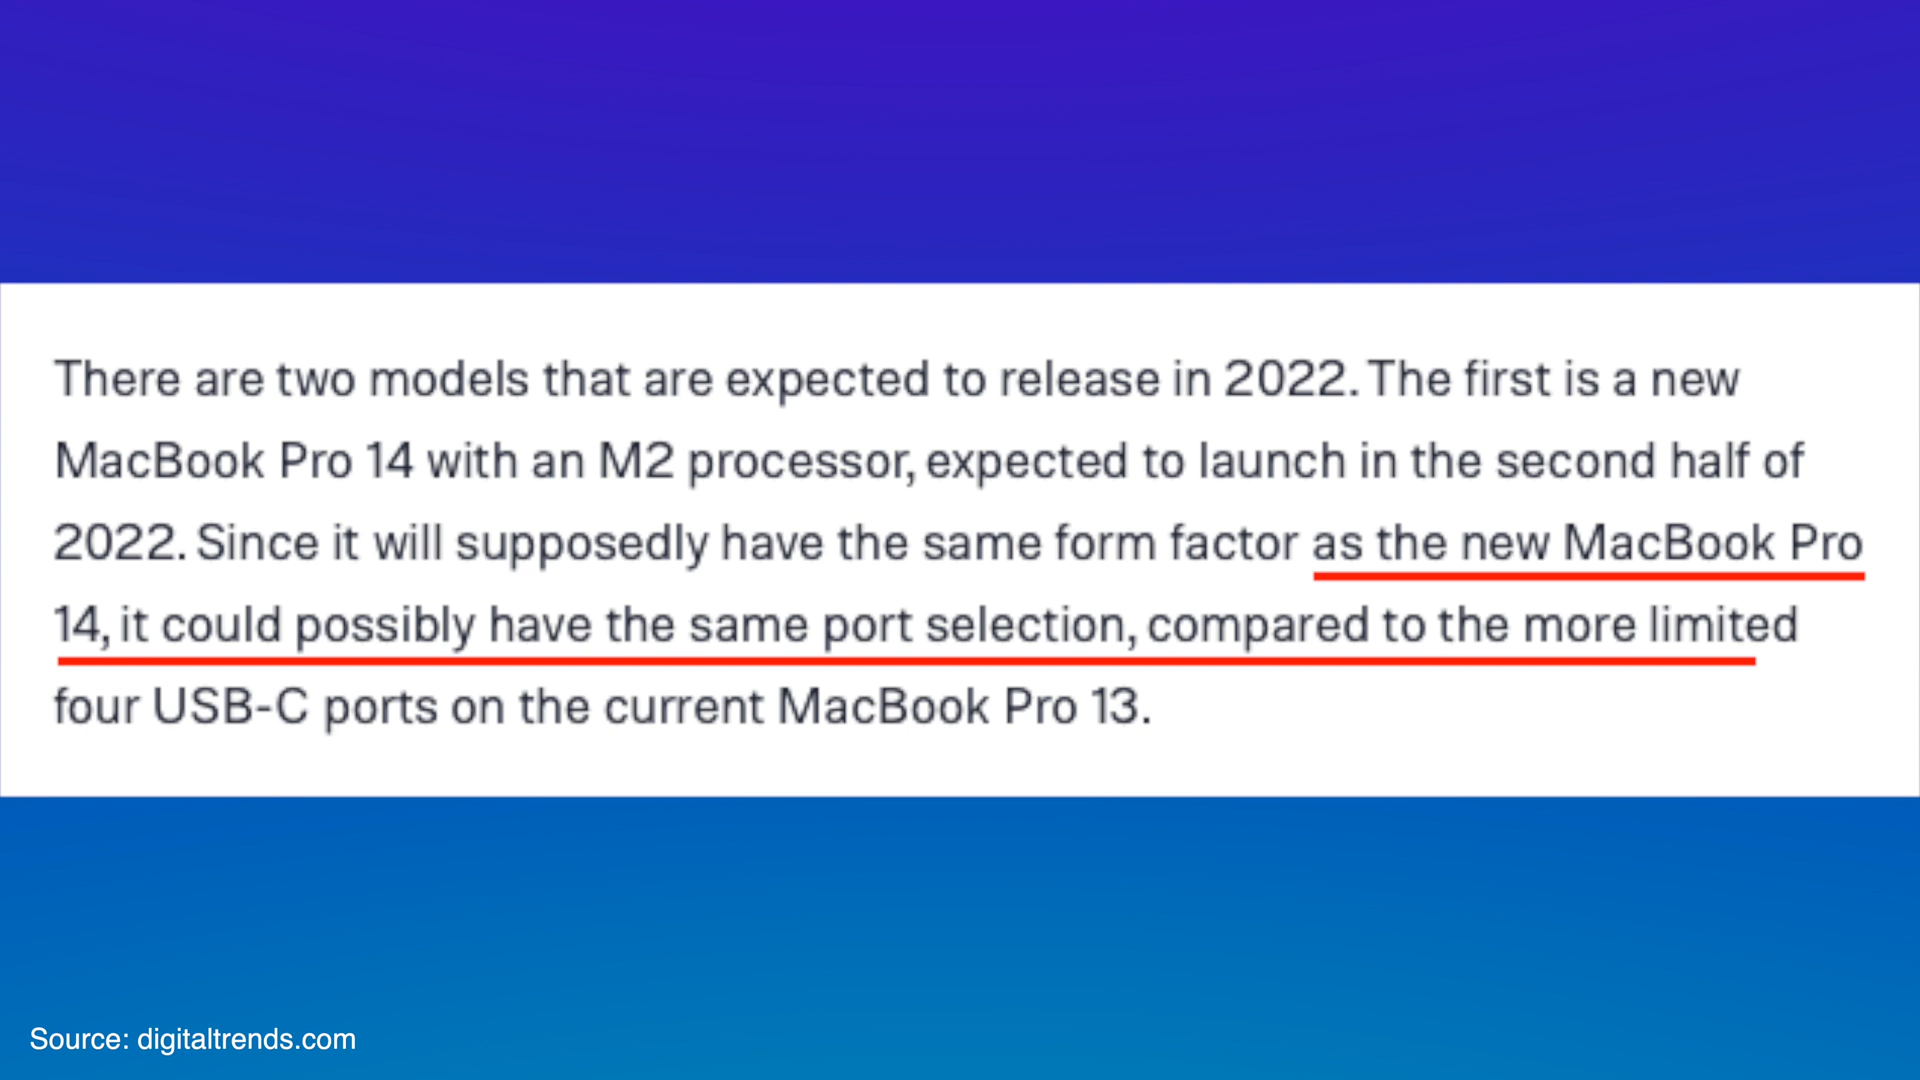 There are two models that are expected to release in 2022. The first is a new
MacBook Pro 14 with an M2 processor, expected to launch in the second half of
2022. Since it will supposedly have the same form factor as the new MacBook Pro
14, it could possibly have the same port selection, compared to the more limited
four USB-C ports on the current MacBook Pro 13.
Source: digitaltrends.com